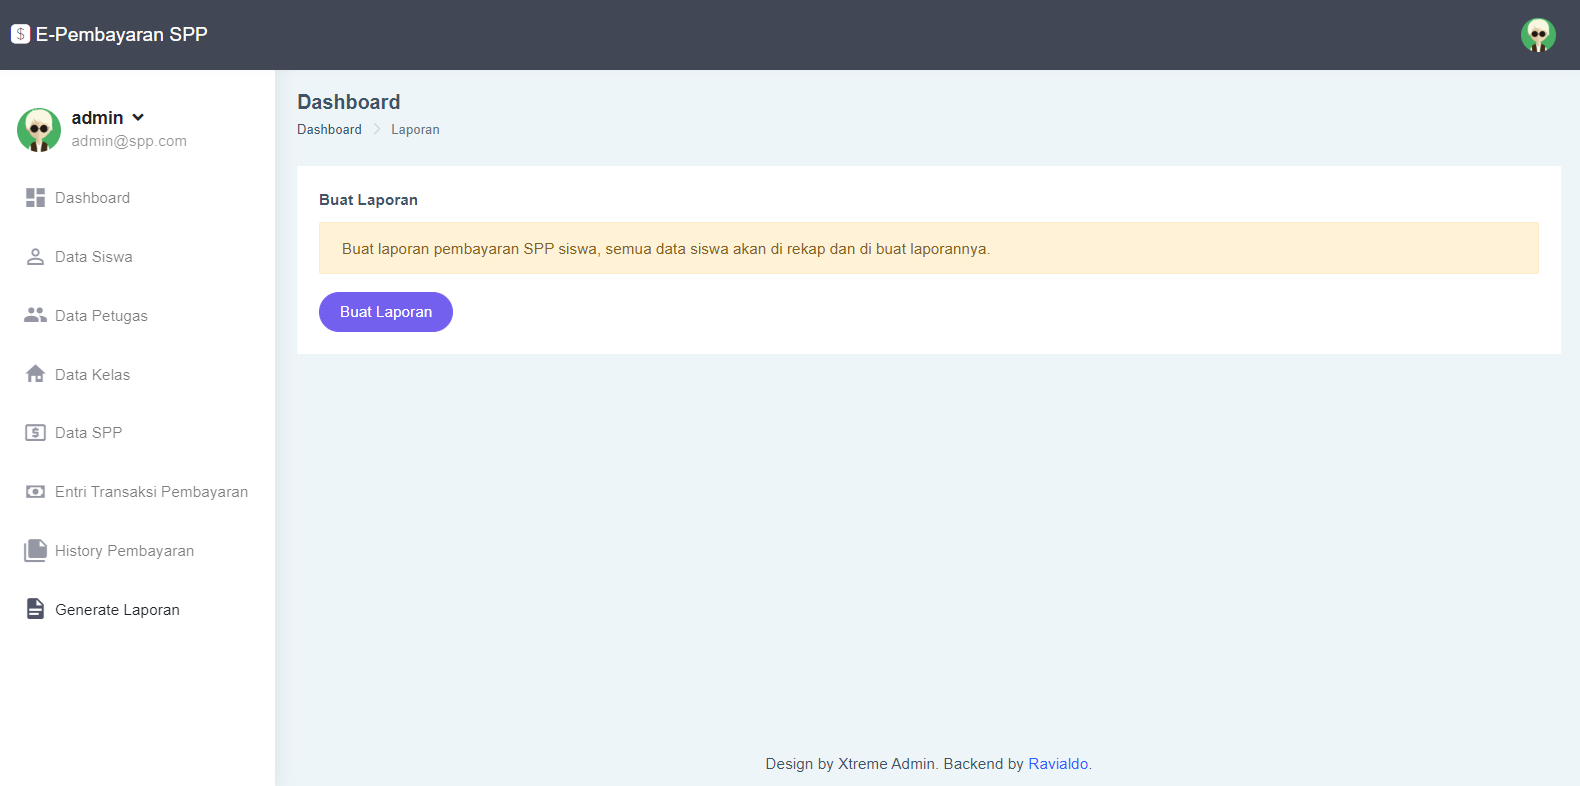 E-Pembayaran SPP
admin
admin@spp.com
Dashboard
Data Siswa
Data Petugas
Data Kelas
Data SPP
Entri Transaksi Pembayaran
History Pembayaran
Generate Laporan
Dashboard
Dashboard Laporan
Buat Laporan
Buat laporan pembayaran SPP siswa, semua data siswa akan di rekap dan di buat laporannya.
Buat Laporan
Design by Xtreme Admin. Backend by Ravialdo.